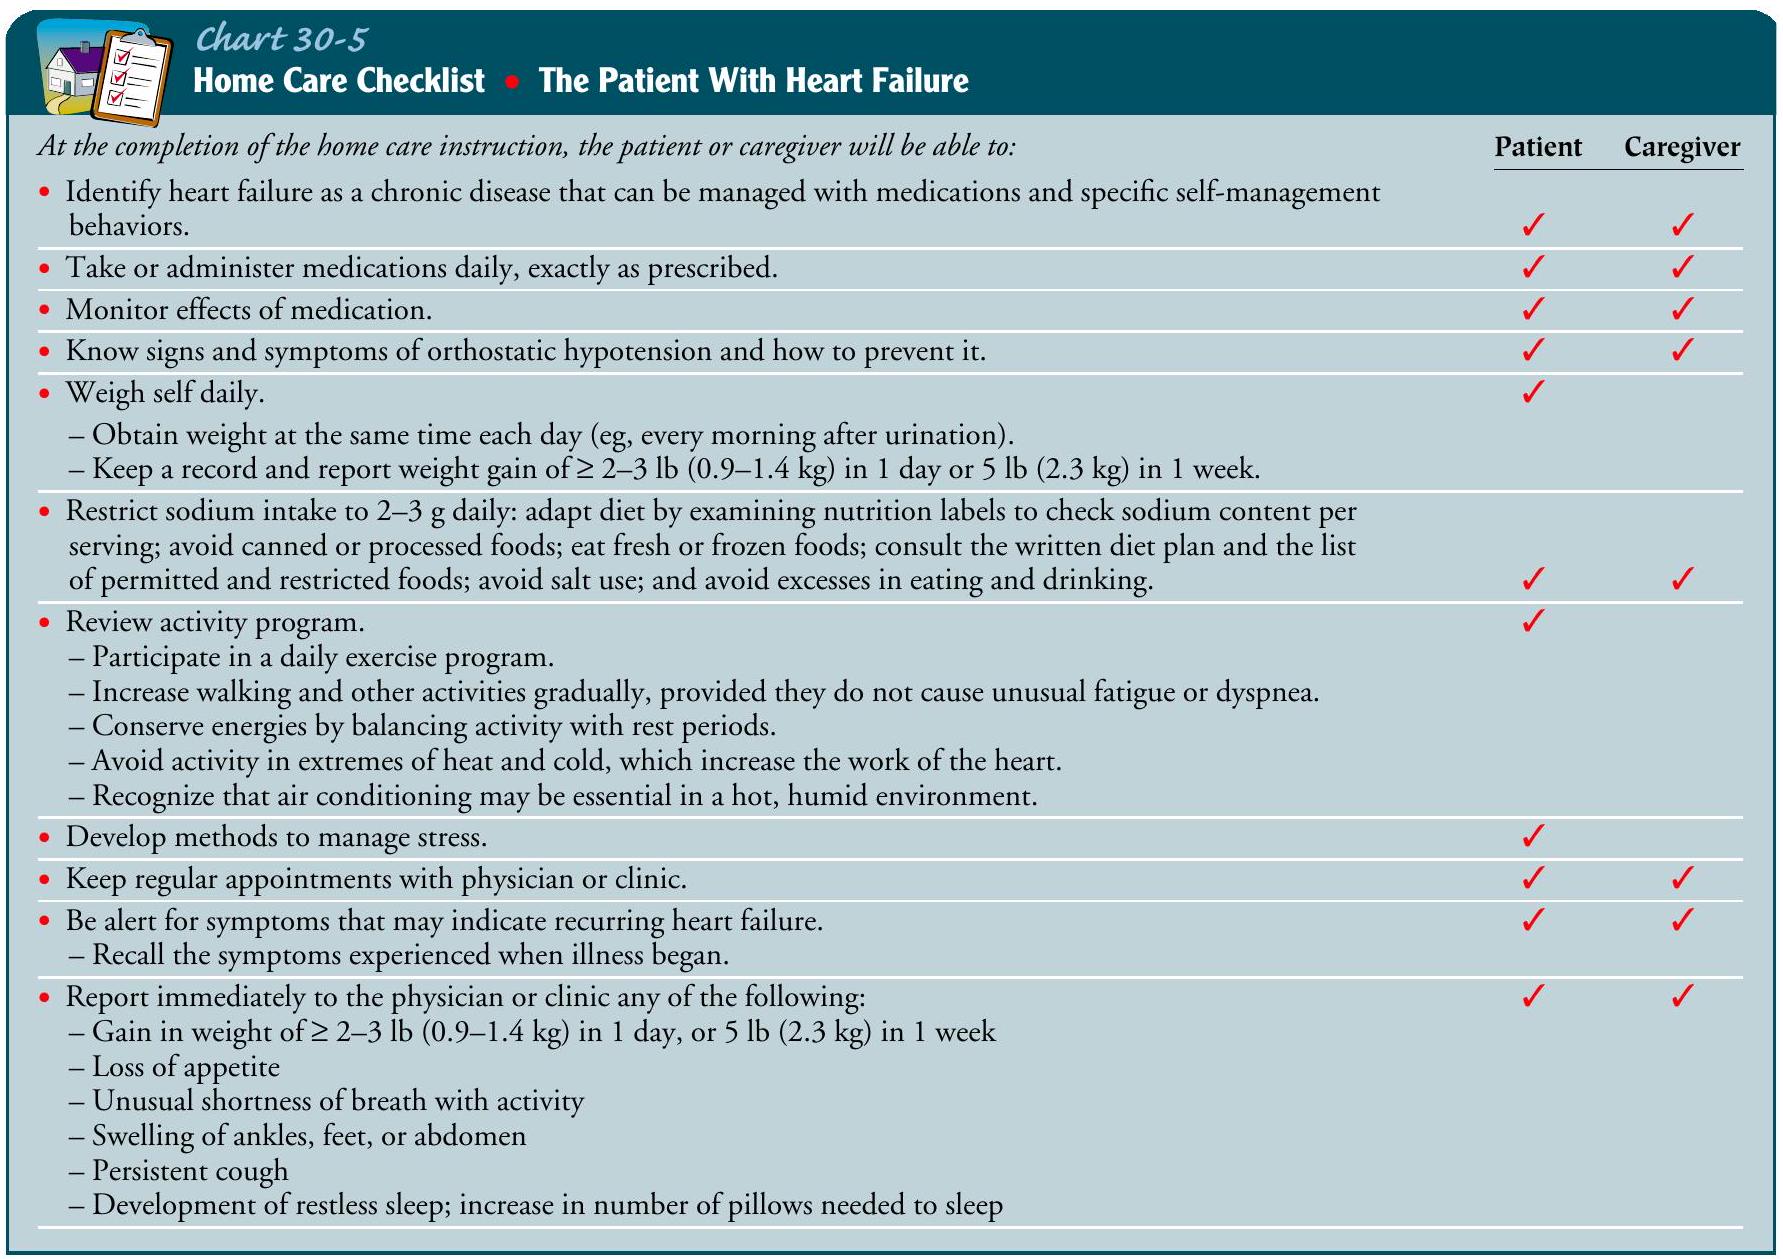 Chart 30-5
Home Care Checklist • The Patient With Heart Failure
At the completion of the home care instruction, the patient or caregiver will be able to: Patient Caregiver
• Identify heart failure as a chronic disease that can be managed with medications and specific self-management
behaviors. ✓ ✓
• Take or administer medications daily, exactly as prescribed. ✓ ✓
• Monitor effects of medication. ✓ ✓
• Know signs and symptoms of orthostatic hypotension and how to prevent it. ✓ ✓
• Weigh self daily. ✓
– Obtain weight at the same time each day (eg, every morning after urination).
– Keep a record and report weight gain of ≥ 2–3 lb (0.9–1.4 kg) in 1 day or 5 lb (2.3 kg) in 1 week.
• Restrict sodium intake to 2–3 g daily: adapt diet by examining nutrition labels to check sodium content per
serving; avoid canned or processed foods; eat fresh or frozen foods; consult the written diet plan and the list
of permitted and restricted foods; avoid salt use; and avoid excesses in eating and drinking. ✓ ✓
• Review activity program. ✓
– Participate in a daily exercise program.
– Increase walking and other activities gradually, provided they do not cause unusual fatigue or dyspnea.
– Conserve energies by balancing activity with rest periods.
– Avoid activity in extremes of heat and cold, which increase the work of the heart.
– Recognize that air conditioning may be essential in a hot, humid environment.
• Develop methods to manage stress. ✓
• Keep regular appointments with physician or clinic. ✓ ✓
• Be alert for symptoms that may indicate recurring heart failure. ✓ ✓
– Recall the symptoms experienced when illness began.
• Report immediately to the physician or clinic any of the following: ✓ ✓
– Gain in weight of ≥ 2–3 lb (0.9–1.4 kg) in 1 day, or 5 lb (2.3 kg) in 1 week
– Loss of appetite
– Unusual shortness of breath with activity
– Swelling of ankles, feet, or abdomen
– Persistent cough
– Development of restless sleep; increase in number of pillows needed to sleep